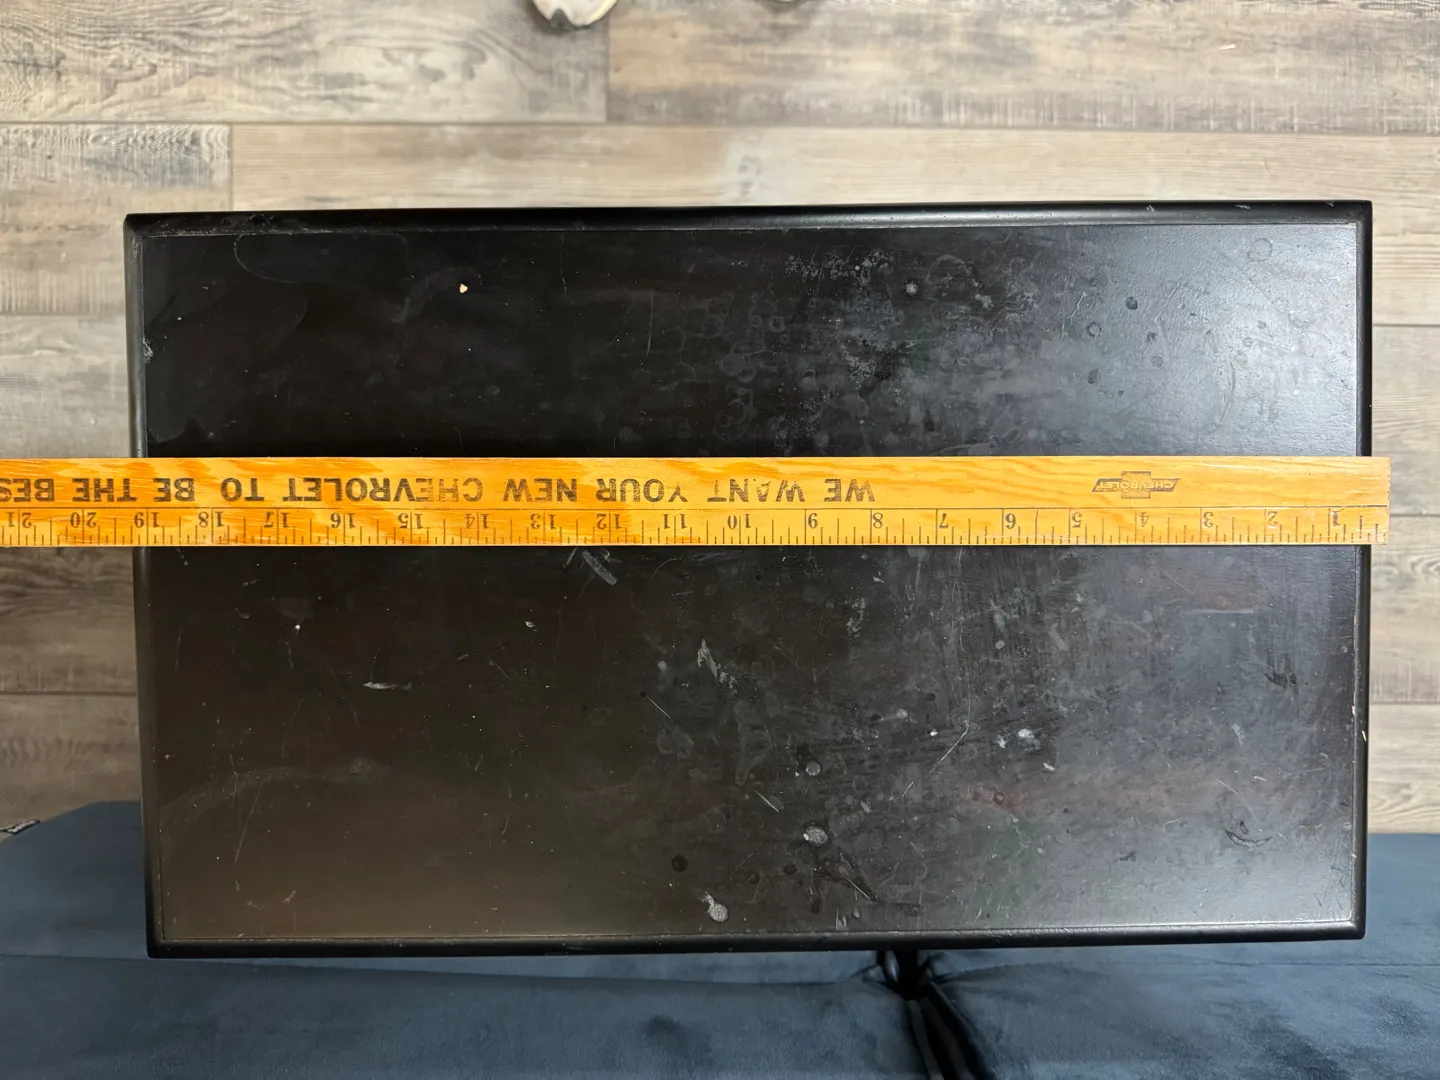 CHEVROLET
WE WANT YOUR NEW CHEVROLET TO BE THE BES
1 2 3 4 5 6 7 8 9 10 11 12 13 14 15 16 17 18 19 20 21